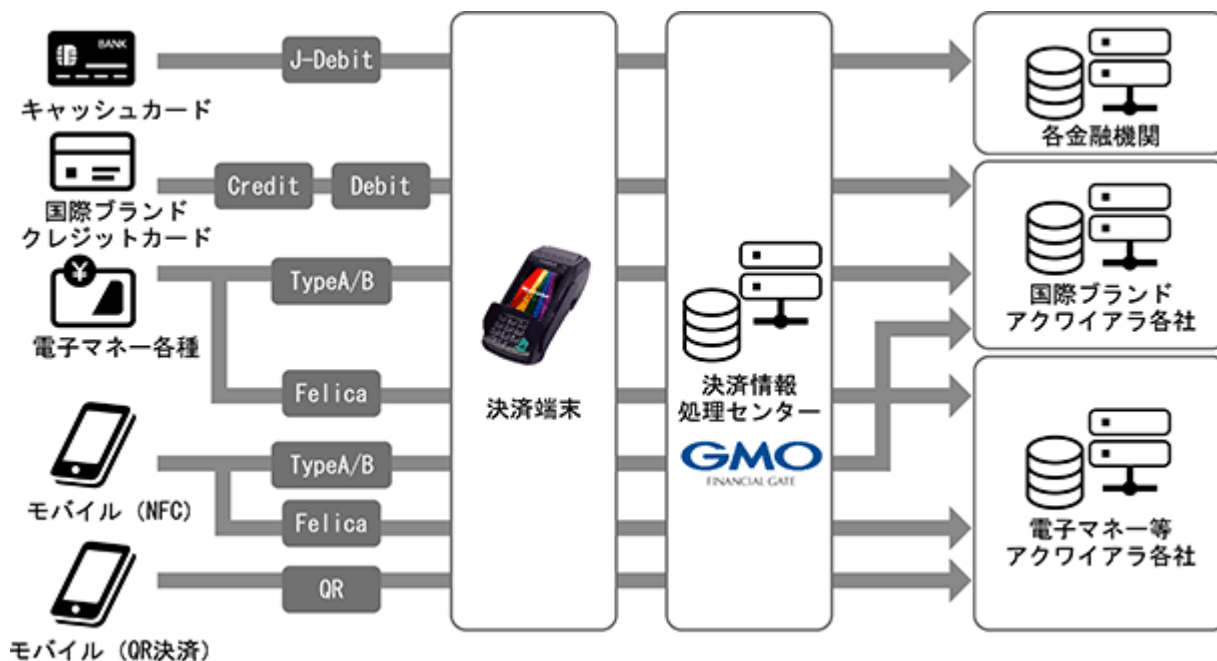 BANK
キャッシュカード
J-Debit
国際ブランド
クレジットカード
Credit
Debit
¥
電子マネー各種
TypeA/B
Felica
モバイル（NFC）
TypeA/B
Felica
モバイル（QR決済）
QR
決済端末
決済情報
処理センター
GMO
FINANCIAL GATE
各金融機関
国際ブランド
アクワイアラ各社
電子マネー等
アクワイアラ各社